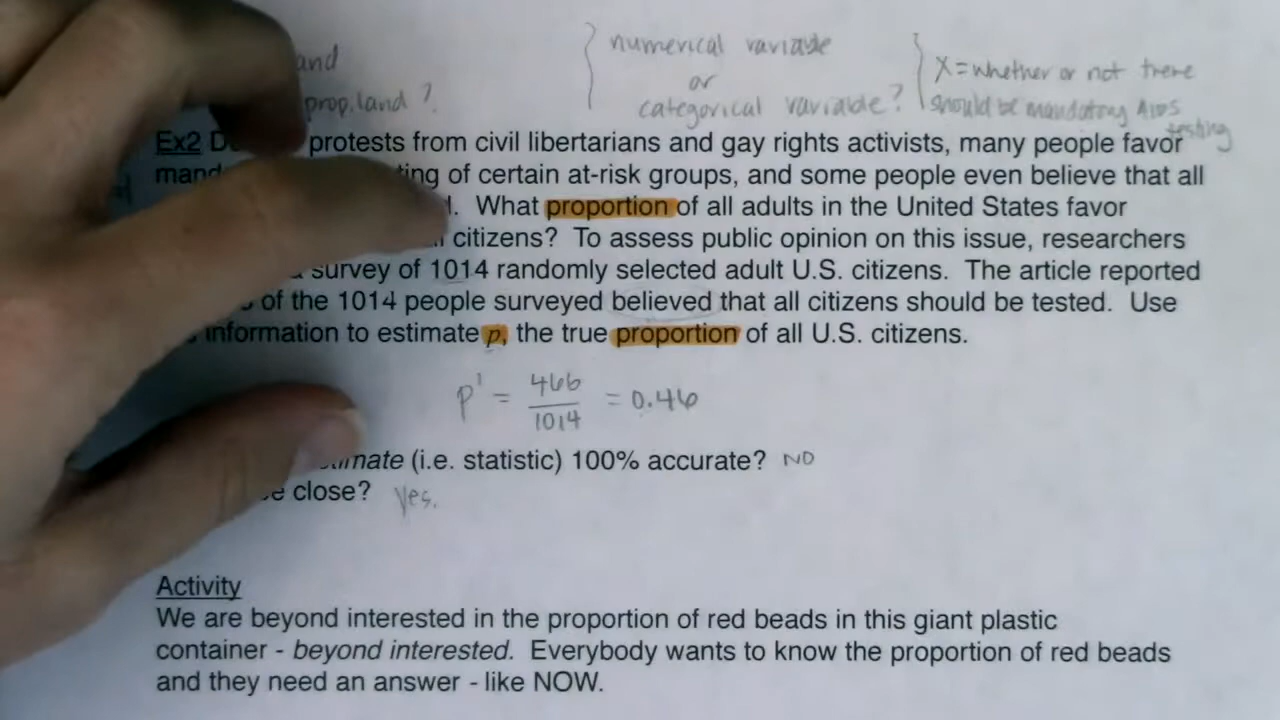 and
numerical variable
or
prop.land ?
categorical variable?
X=whether or not there
should be mandatory AIDS
testing
Ex2 D protests from civil libertarians and gay rights activists, many people favor
mand ting of certain at-risk groups, and some people even believe that all
What proportion of all adults in the United States favor
citizens? To assess public opinion on this issue, researchers
survey of 1014 randomly selected adult U.S. citizens. The article reported
of the 1014 people surveyed believed that all citizens should be tested. Use
information to estimate p, the true proportion of all U.S. citizens.
p' = 466/1014 = 0.46
timate (i.e. statistic) 100% accurate? NO
e close? Yes.
Activity
We are beyond interested in the proportion of red beads in this giant plastic
container - beyond interested. Everybody wants to know the proportion of red beads
and they need an answer - like NOW.